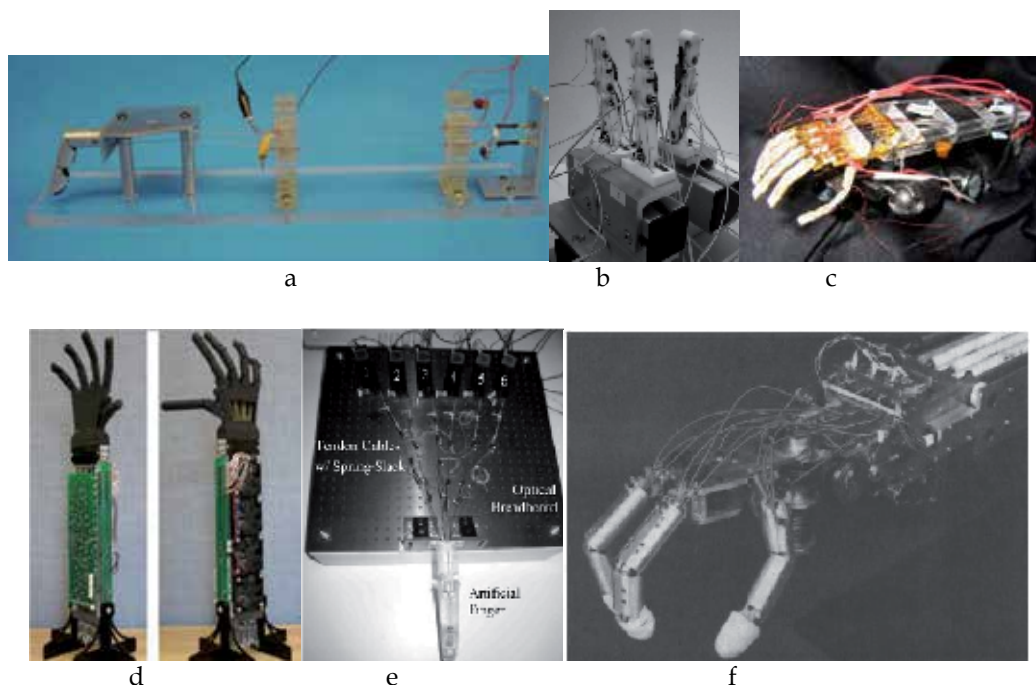 a
b
c
1 2 3 4 5 6
Tendon Cables
w/ Spring-Slack
Optical
Breadboard
Artificial
Finger
d
e
f